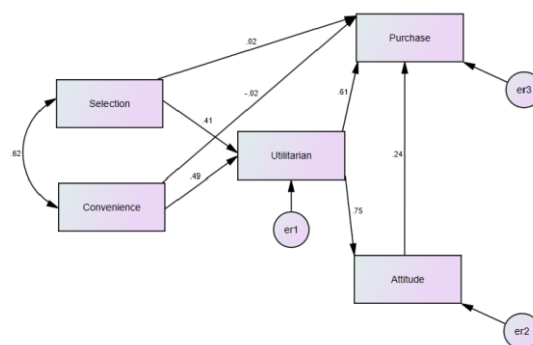 Purchase
.02
er3
Selection
-.02
.61
.41
.62
Utilitarian
.24
.49
Convenience
.75
er1
Attitude
er2